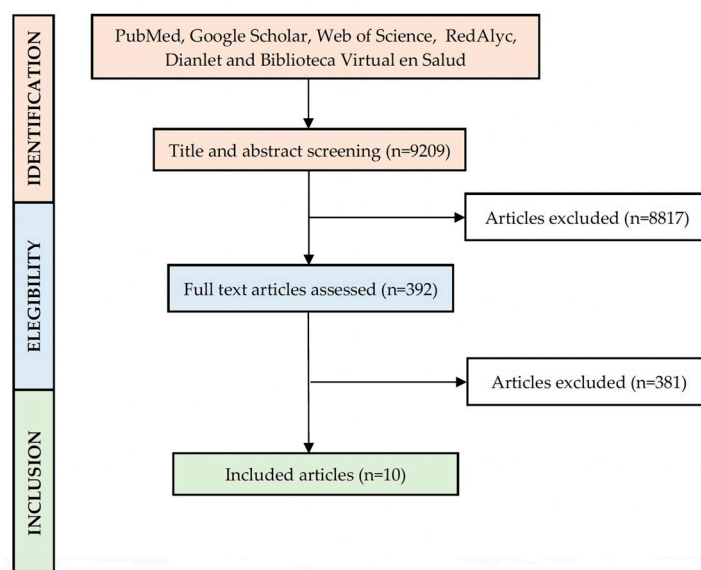 IDENTIFICATION
PubMed, Google Scholar, Web of Science, RedAlyc,
Dianlet and Biblioteca Virtual en Salud
Title and abstract screening (n=9209)
Articles excluded (n=8817)
ELEGIBILITY
Full text articles assessed (n=392)
Articles excluded (n=381)
INCLUSION
Included articles (n=10)